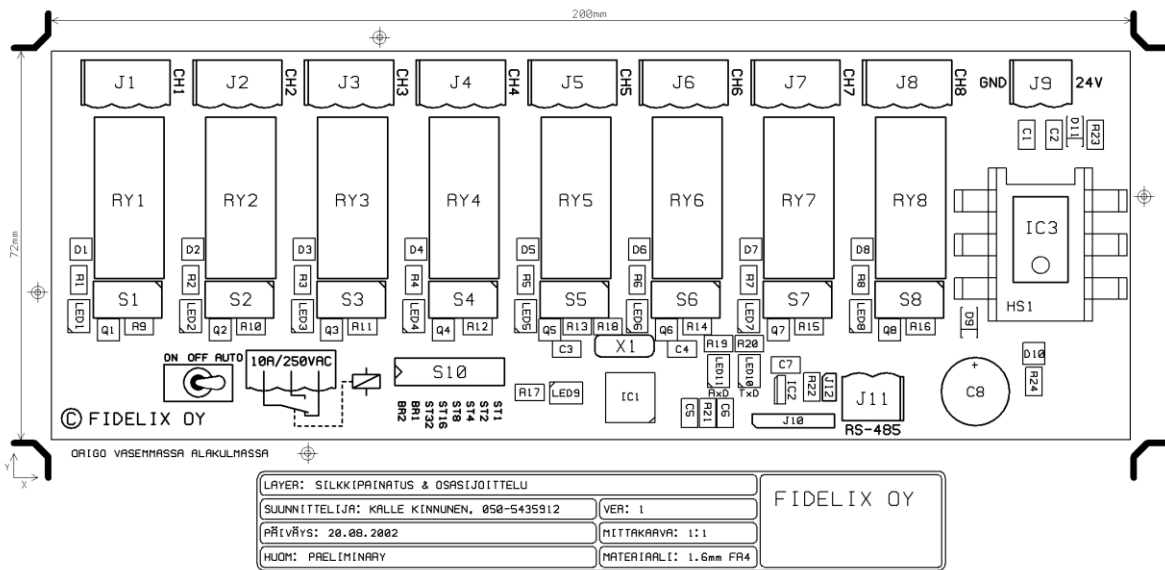 200mm
72mm
J1 CH1 J2 CH2 J3 CH3 J4 CH4 J5 CH5 J6 CH6 J7 CH7 J8 CH8 GND J9 24V
C1 C2 D11 R23
RY1 RY2 RY3 RY4 RY5 RY6 RY7 RY8 IC3
D1 D2 D3 D4 D5 D6 D7 D8
R1 R2 R3 R4 R5 R6 R7 R8
S1 S2 S3 S4 S5 S6 S7 S8 HS1
LED1 LED2 LED3 LED4 LED5 LED6 LED7 LED8 D9
Q1 R9 Q2 R10 Q3 R11 Q4 R12 Q5 R13 R18 Q6 R14 Q7 R15 Q8 R16
C3 X1 C4 R19 R20 D10
ON OFF AUTO 10A/250VAC S10 LED11 LED10 C7 R24
R17 LED9 IC1 RxD TxD IC2 R22 J12 J11 C8
BR2 BR1 ST32 ST16 ST8 ST4 ST2 ST1
C5 R21 C6 J10 RS-485
© FIDELIX OY
ORIGO VASEMMASSA ALAKULMASSA
Y
X
LAYER: SILKKIPAINATUS & OSASIJOITTELU
FIDELIX OY
SUUNNITTELIJA: KALLE KINNUNEN, 050-5435912 VER: 1
PÄIVÄYS: 20.08.2002 MITTAKAAVA: 1:1
HUOM: PRELIMINARY MATERIAALI: 1.6mm FR4